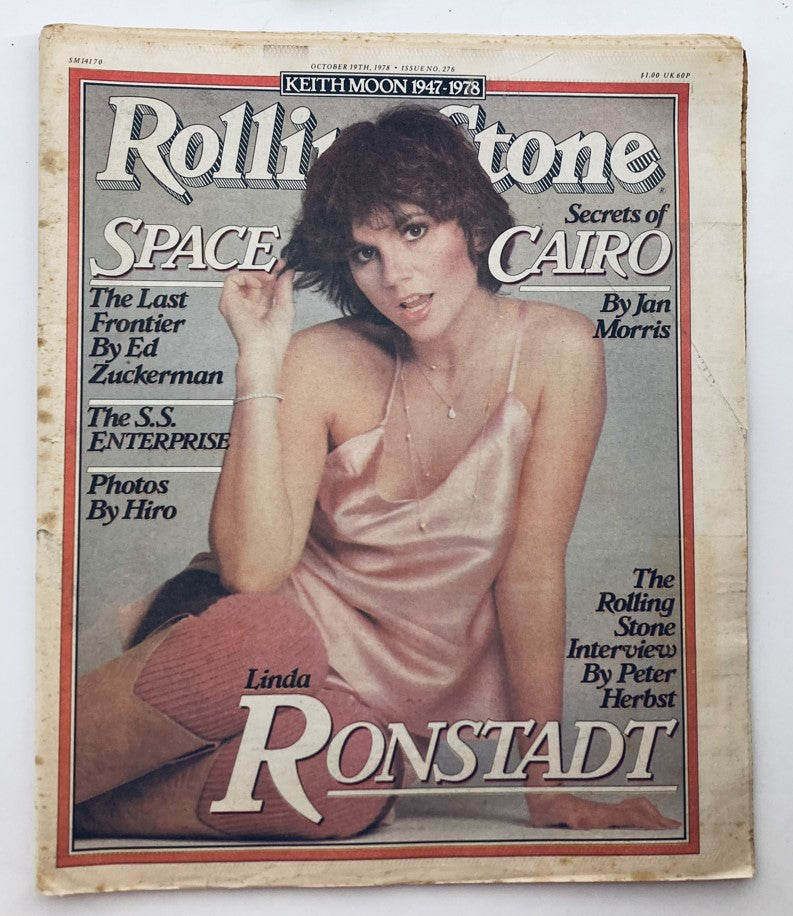 SM14170
OCTOBER 19TH, 1978 • ISSUE NO. 276
$1.00 UK 60P
KEITH MOON 1947-1978
Rolli Stone
®
SPACE
The Last
Frontier
By Ed
Zuckerman
The S.S.
ENTERPRISE
Photos
By Hiro
Secrets of
CAIRO
By Jan
Morris
The
Rolling
Stone
Interview
By Peter
Herbst
Linda
RONSTADT